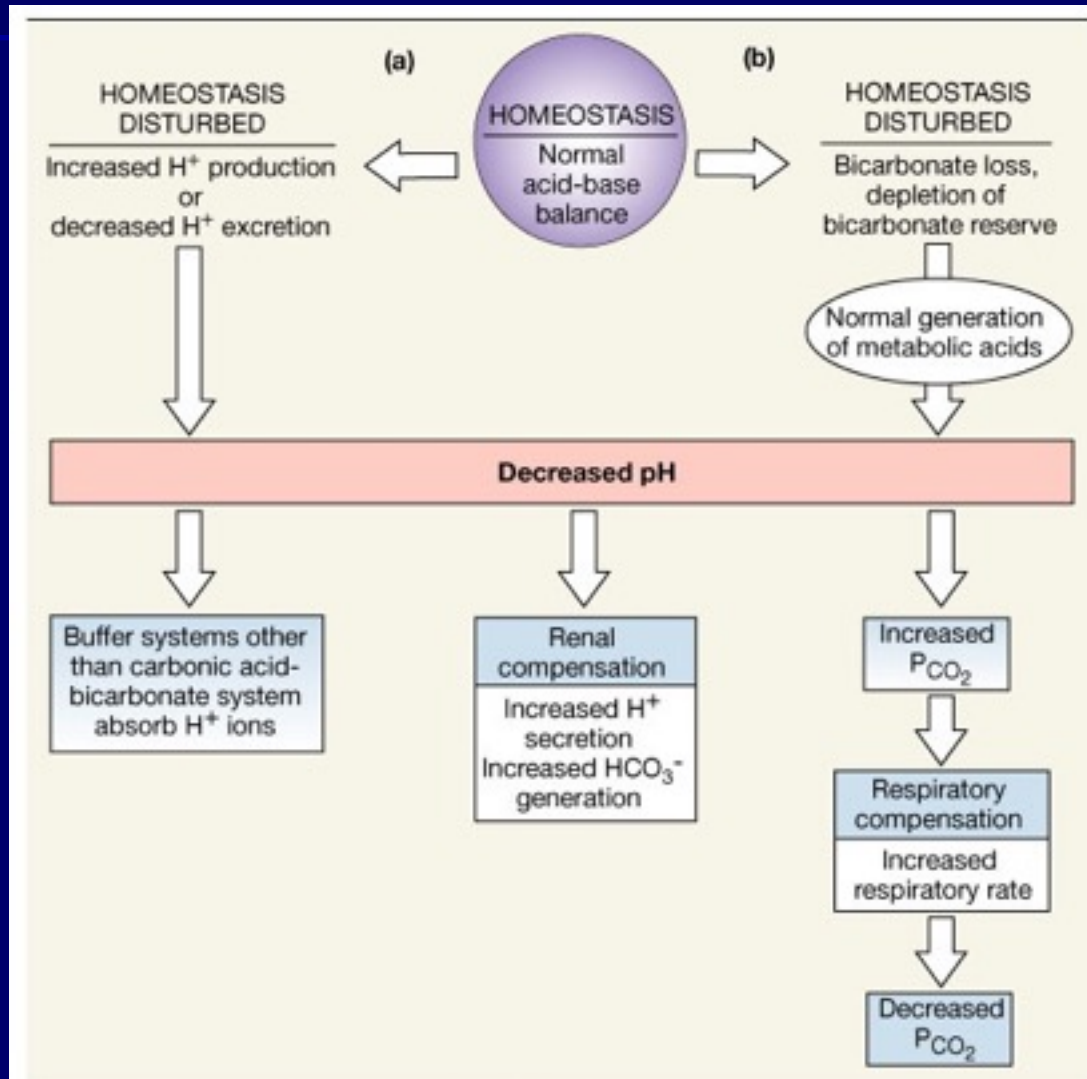 (a)
(b)
HOMEOSTASIS
DISTURBED
Increased H⁺ production
or
decreased H⁺ excretion
HOMEOSTASIS
Normal
acid-base
balance
HOMEOSTASIS
DISTURBED
Bicarbonate loss,
depletion of
bicarbonate reserve
Normal generation
of metabolic acids
Decreased pH
Buffer systems other
than carbonic acid-
bicarbonate system
absorb H⁺ ions
Renal
compensation
Increased H⁺
secretion
Increased HCO₃⁻
generation
Increased
P_CO₂
Respiratory
compensation
Increased
respiratory rate
Decreased
P_CO₂